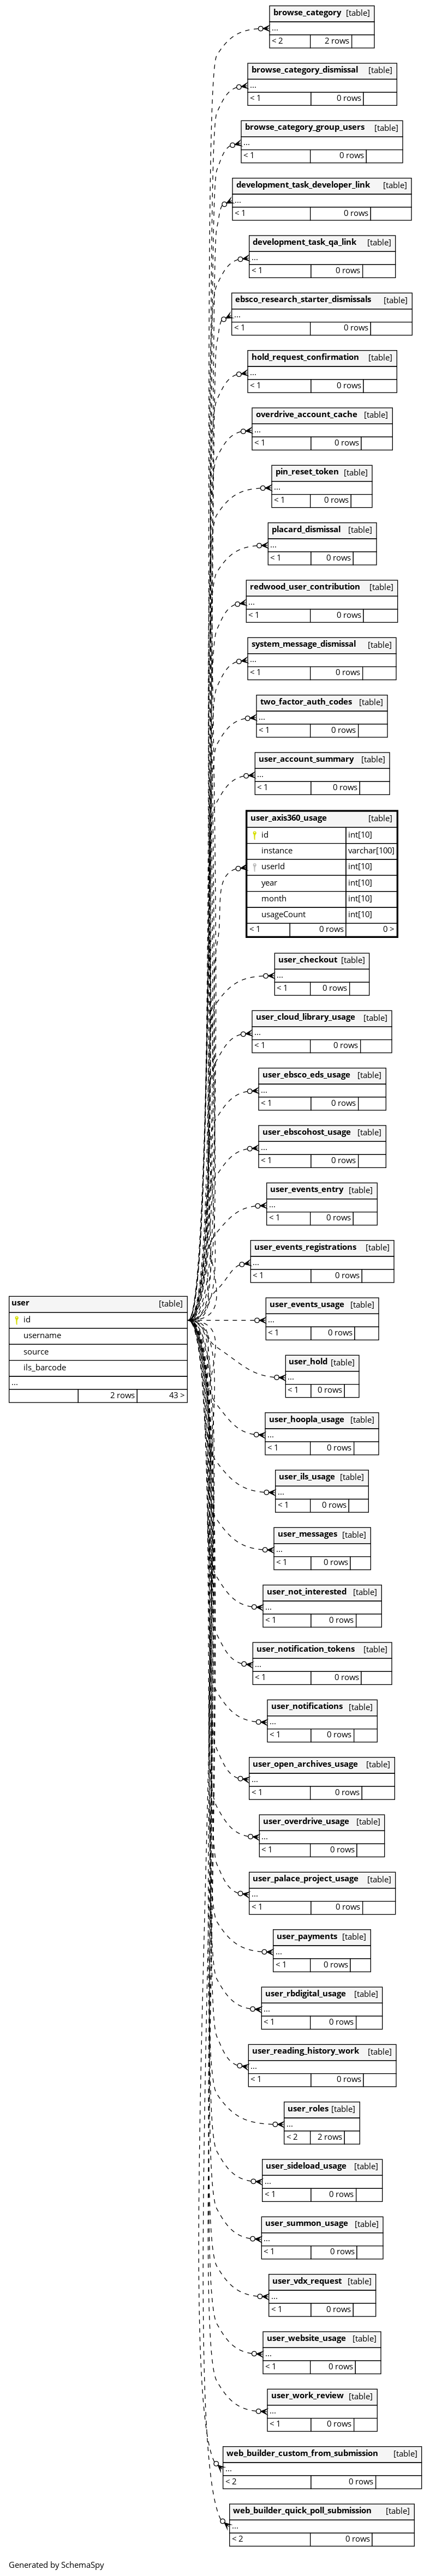 browse_category [table]
...
< 2 2 rows
browse_category_dismissal [table]
...
< 1 0 rows
browse_category_group_users [table]
...
< 1 0 rows
development_task_developer_link [table]
...
< 1 0 rows
development_task_qa_link [table]
...
< 1 0 rows
ebsco_research_starter_dismissals [table]
...
< 1 0 rows
hold_request_confirmation [table]
...
< 1 0 rows
overdrive_account_cache [table]
...
< 1 0 rows
pin_reset_token [table]
...
< 1 0 rows
placard_dismissal [table]
...
< 1 0 rows
redwood_user_contribution [table]
...
< 1 0 rows
system_message_dismissal [table]
...
< 1 0 rows
two_factor_auth_codes [table]
...
< 1 0 rows
user_account_summary [table]
...
< 1 0 rows
user_axis360_usage [table]
id int[10]
instance varchar[100]
userId int[10]
year int[10]
month int[10]
usageCount int[10]
< 1 0 rows 0 >
user_checkout [table]
...
< 1 0 rows
user_cloud_library_usage [table]
...
< 1 0 rows
user_ebsco_eds_usage [table]
...
< 1 0 rows
user_ebscohost_usage [table]
...
< 1 0 rows
user_events_entry [table]
...
< 1 0 rows
user_events_registrations [table]
...
< 1 0 rows
user [table]
id
username
source
ils_barcode
...
2 rows 43 >
user_events_usage [table]
...
< 1 0 rows
user_hold [table]
...
< 1 0 rows
user_hoopla_usage [table]
...
< 1 0 rows
user_ils_usage [table]
...
< 1 0 rows
user_messages [table]
...
< 1 0 rows
user_not_interested [table]
...
< 1 0 rows
user_notification_tokens [table]
...
< 1 0 rows
user_notifications [table]
...
< 1 0 rows
user_open_archives_usage [table]
...
< 1 0 rows
user_overdrive_usage [table]
...
< 1 0 rows
user_palace_project_usage [table]
...
< 1 0 rows
user_payments [table]
...
< 1 0 rows
user_rbdigital_usage [table]
...
< 1 0 rows
user_reading_history_work [table]
...
< 1 0 rows
user_roles [table]
...
< 2 2 rows
user_sideload_usage [table]
...
< 1 0 rows
user_summon_usage [table]
...
< 1 0 rows
user_vdx_request [table]
...
< 1 0 rows
user_website_usage [table]
...
< 1 0 rows
user_work_review [table]
...
< 1 0 rows
web_builder_custom_from_submission [table]
...
< 2 0 rows
web_builder_quick_poll_submission [table]
...
< 2 0 rows
Generated by SchemaSpy